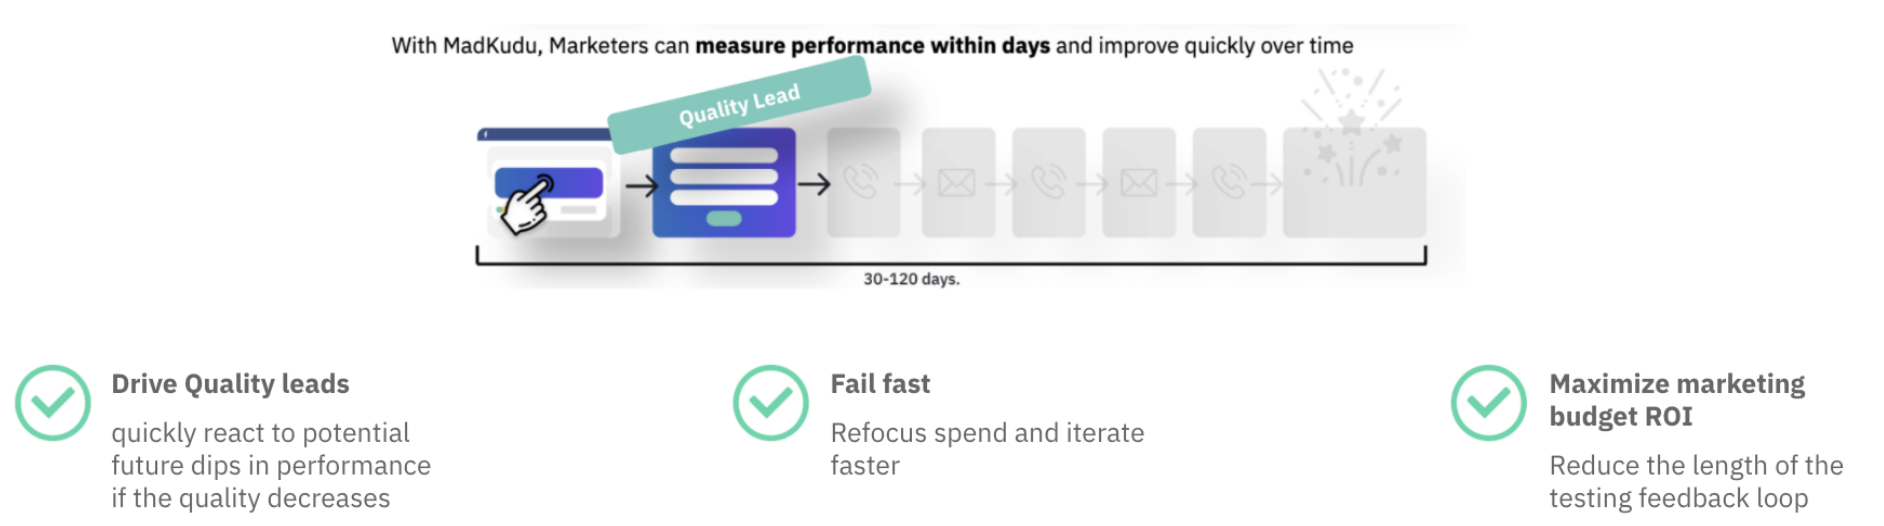 With MadKudu, Marketers can measure performance within days and improve quickly over time
Quality Lead
f
30-120 days.
Drive Quality leads
quickly react to potential
future dips in performance
if the quality decreases
Fail fast
Refocus spend and iterate
faster
Maximize marketing
budget ROI
Reduce the length of the
testing feedback loop